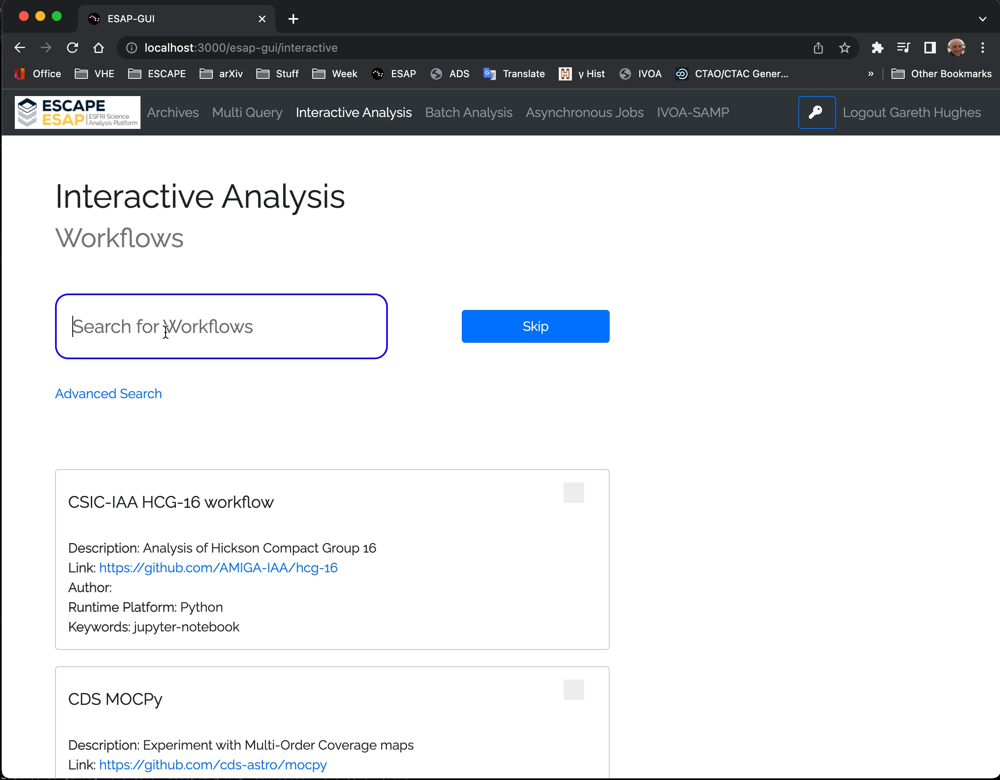 ESAP-GUI
localhost:3000/esap-gui/interactive
Office VHE ESCAPE arXiv Stuff Week ESAP ADS Translate γ Hist IVOA CTAO/CTAC Gener... » Other Bookmarks
ESCAPE
ESAP ESFRI Science
Analysis Platform
Archives Multi Query Interactive Analysis Batch Analysis Asynchronous Jobs IVOA-SAMP Logout Gareth Hughes
Interactive Analysis
Workflows
Search for Workflows
Skip
Advanced Search
CSIC-IAA HCG-16 workflow
Description: Analysis of Hickson Compact Group 16
Link: https://github.com/AMIGA-IAA/hcg-16
Author:
Runtime Platform: Python
Keywords: jupyter-notebook
CDS MOCPy
Description: Experiment with Multi-Order Coverage maps
Link: https://github.com/cds-astro/mocpy